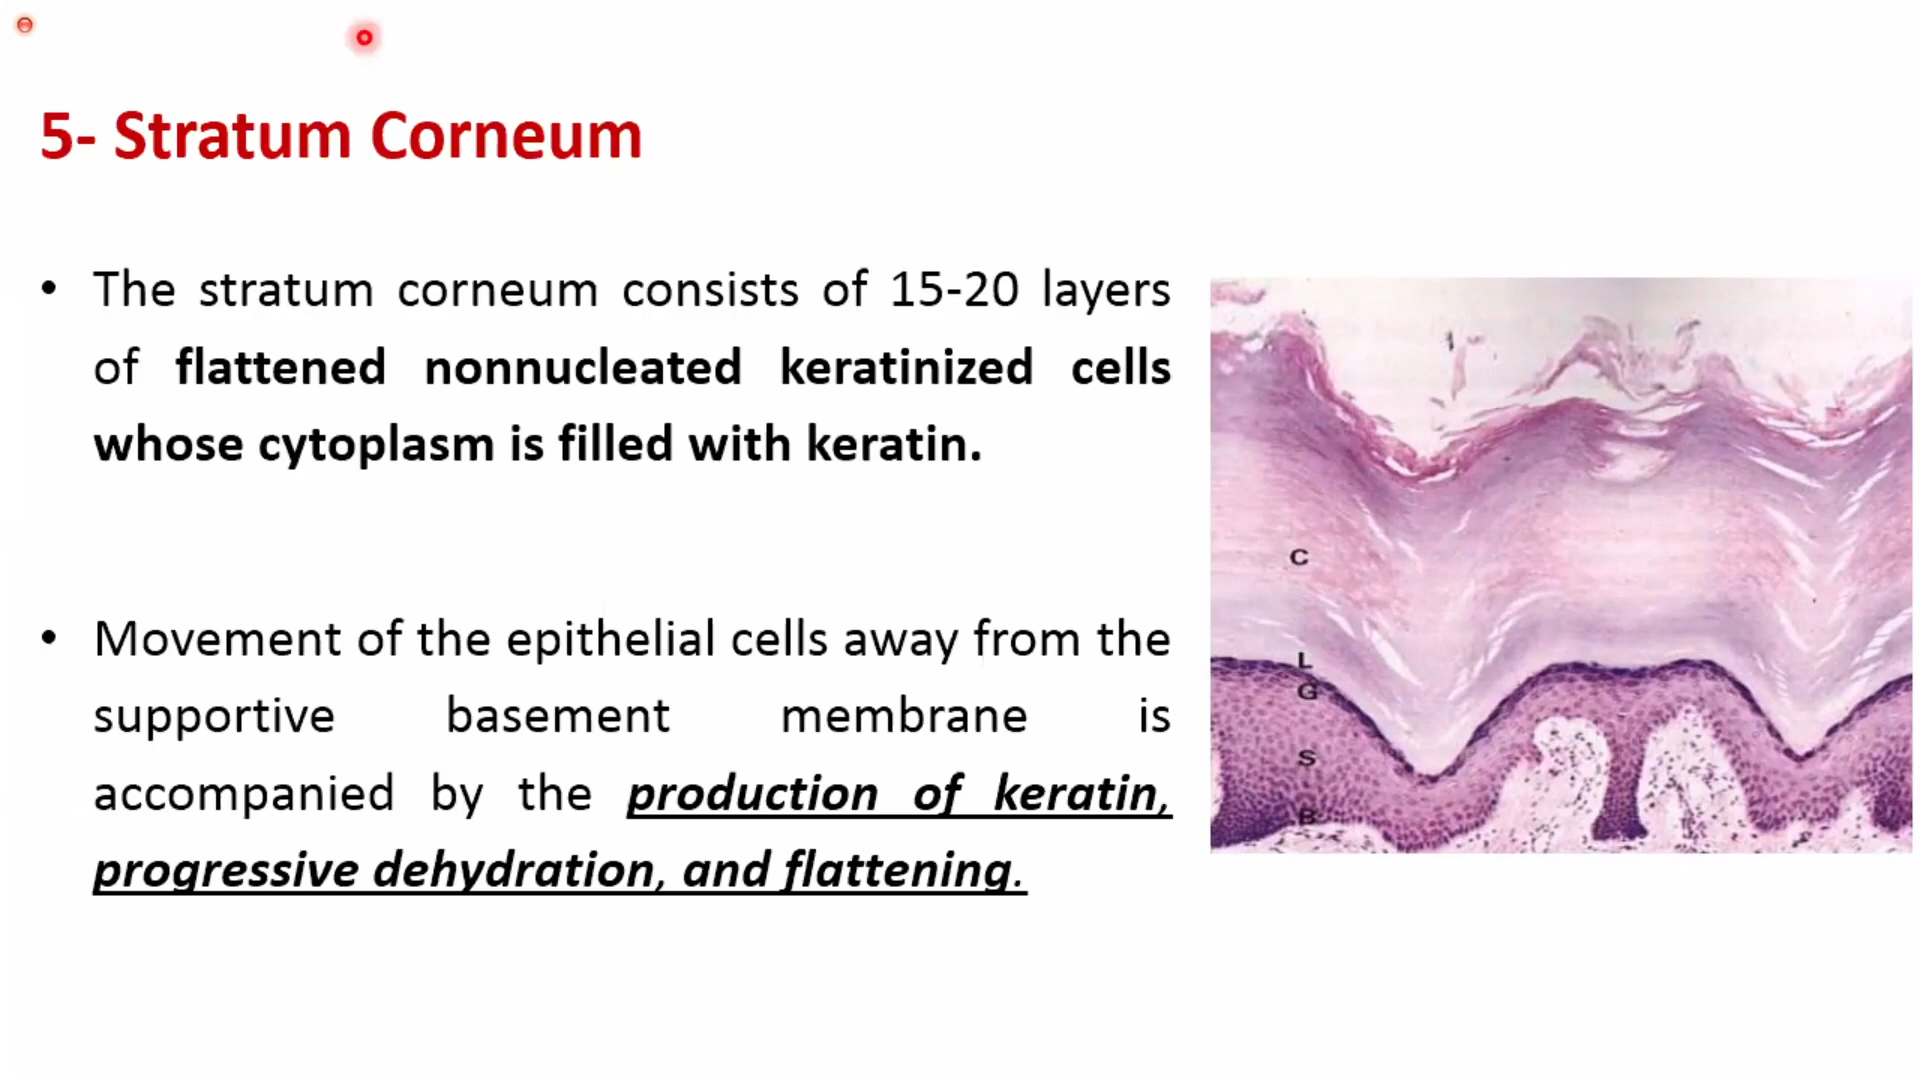 5- Stratum Corneum
• The stratum corneum consists of 15-20 layers
of flattened nonnucleated keratinized cells
whose cytoplasm is filled with keratin.
• Movement of the epithelial cells away from the
supportive basement membrane is
accompanied by the production of keratin,
progressive dehydration, and flattening.
C
L
G
S
B